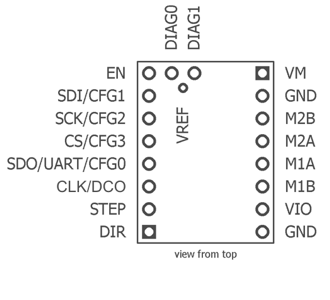 DIAG0
DIAG1
EN
VM
SDI/CFG1
GND
SCK/CFG2
M2B
CS/CFG3
M2A
VREF
SDO/UART/CFG0
M1A
CLK/DCO
M1B
STEP
VIO
DIR
GND
view from top